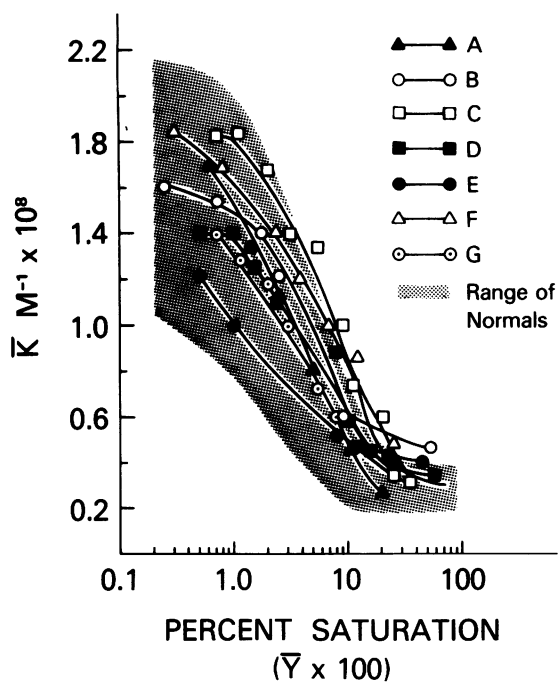 2.2
1.8
1.4
1.0
0.6
0.2
K̅ M⁻¹ x 10⁸
A
B
C
D
E
F
G
Range of
Normals
0.1
1.0
10
100
PERCENT SATURATION
(Y̅ x 100)